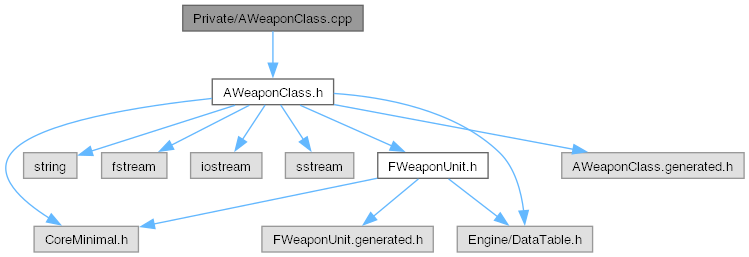 Private/AWeaponClass.cpp
AWeaponClass.h
string
fstream
iostream
sstream
FWeaponUnit.h
AWeaponClass.generated.h
CoreMinimal.h
FWeaponUnit.generated.h
Engine/DataTable.h